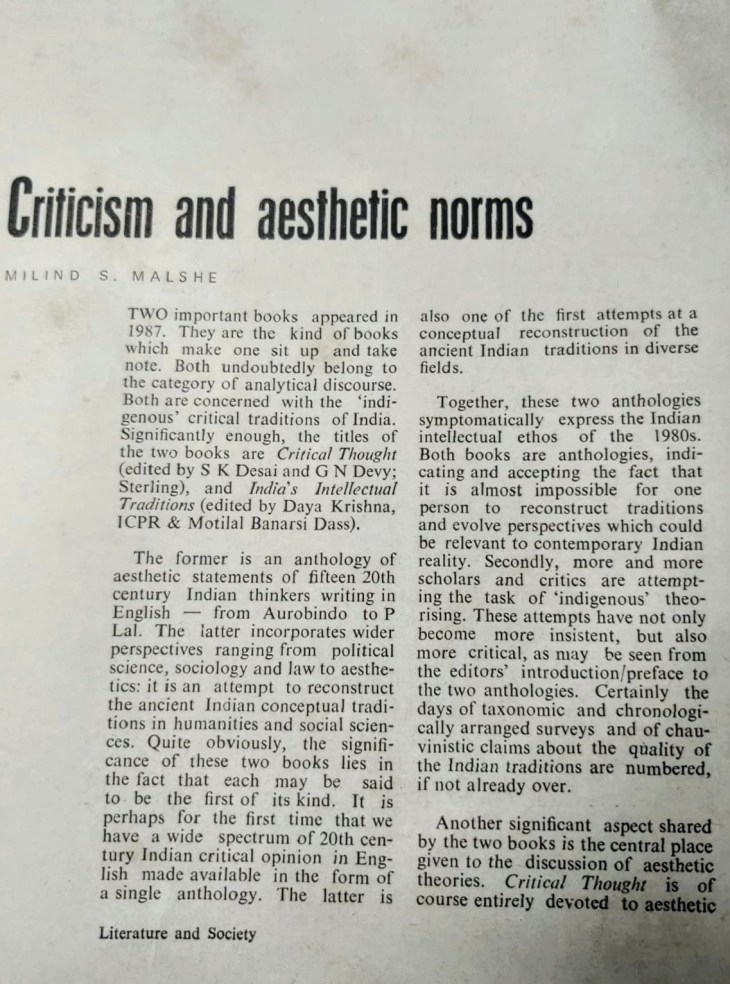 Criticism and aesthetic norms
MILIND S. MALSHE
TWO important books appeared in
1987. They are the kind of books
which make one sit up and take
note. Both undoubtedly belong to
the category of analytical discourse.
Both are concerned with the ‘indi-
genous’ critical traditions of India.
Significantly enough, the titles of
the two books are Critical Thought
(edited by S K Desai and G N Devy;
Sterling), and India's Intellectual
Traditions (edited by Daya Krishna,
ICPR & Motilal Banarsi Dass).
The former is an anthology of
aesthetic statements of fifteen 20th
century Indian thinkers writing in
English — from Aurobindo to P
Lal. The latter incorporates wider
perspectives ranging from political
science, sociology and law to aesthe-
tics: it is an attempt to reconstruct
the ancient Indian conceptual tradi-
tions in humanities and social scien-
ces. Quite obviously, the signifi-
cance of these two books lies in
the fact that each may be said
to be the first of its kind. It is
perhaps for the first time that we
have a wide spectrum of 20th cen-
tury Indian critical opinion in Eng-
lish made available in the form of
a single anthology. The latter is
also one of the first attempts at a
conceptual reconstruction of the
ancient Indian traditions in diverse
fields.
Together, these two anthologies
symptomatically express the Indian
intellectual ethos of the 1980s.
Both books are anthologies, indi-
cating and accepting the fact that
it is almost impossible for one
person to reconstruct traditions
and evolve perspectives which could
be relevant to contemporary Indian
reality. Secondly, more and more
scholars and critics are attempt-
ing the task of ‘indigenous’ theo-
rising. These attempts have not only
become more insistent, but also
more critical, as may be seen from
the editors’ introduction/preface to
the two anthologies. Certainly the
days of taxonomic and chronologi-
cally arranged surveys and of chau-
vinistic claims about the quality of
the Indian traditions are numbered,
if not already over.
Another significant aspect shared
by the two books is the central place
given to the discussion of aesthetic
theories. Critical Thought is of
course entirely devoted to aesthetic
Literature and Society